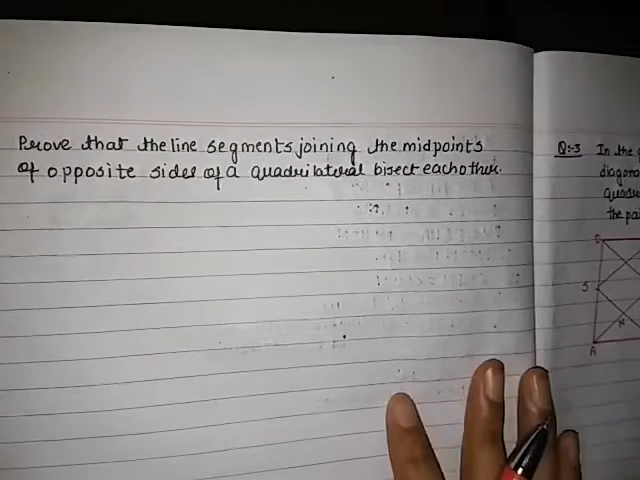 Prove that the line segments joining the midpoints
of opposite sides of a quadrilateral bisect each other.
Q:-3 In the
diagona
quadri
the pai
S
N
A